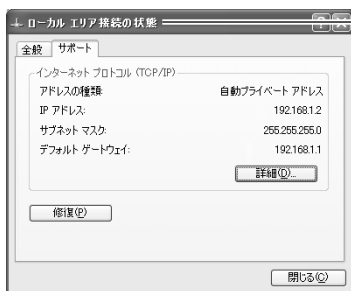 ローカル エリア接続の状態
全般
サポート
インターネット プロトコル (TCP/IP)
アドレスの種類: 自動プライベート アドレス
IP アドレス: 192.168.1.2
サブネット マスク: 255.255.255.0
デフォルト ゲートウェイ: 192.168.1.1
詳細(D)...
修復(P)
閉じる(C)